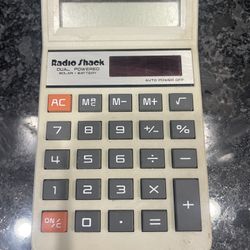 Radio Shack
DUAL POWERED
SOLAR - BATTERY
AUTO POWER OFF
AC M- M+ √
7 8 9 +/− %
4 5 6 ÷ −
1 2 3 × +
ON/C 0 . =